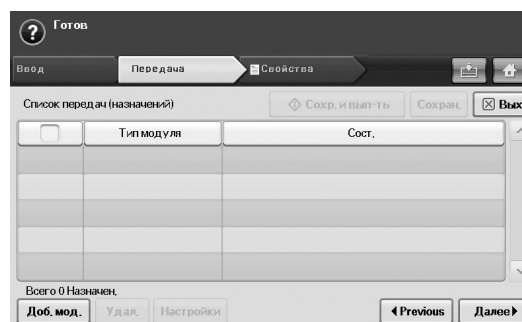 ? Готов
Ввод Передача Свойства
Список передач (назначений) Сохр. и вып-ть Сохран. Вых
Тип модуля Сост.
Всего 0 Назначен.
Доб. мод. Удал. Настройки Previous Далее